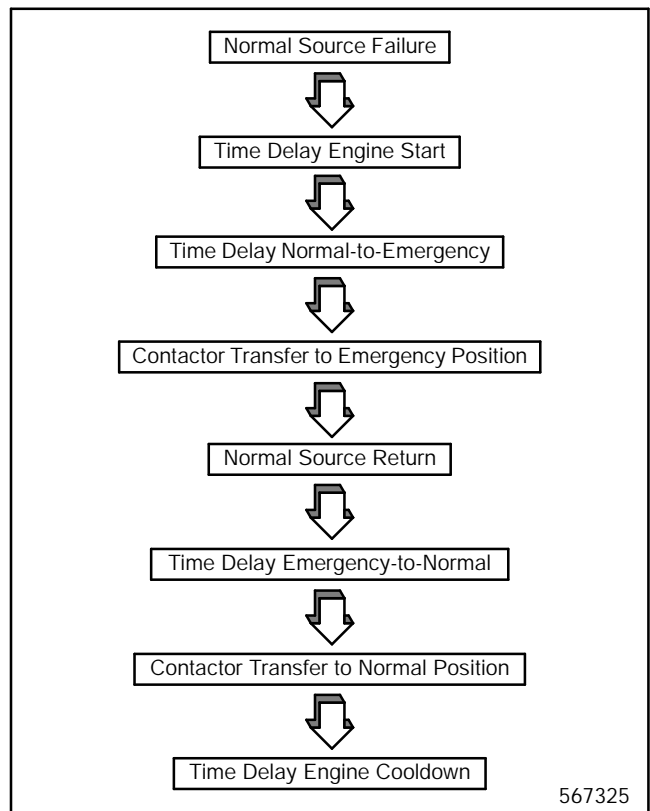 Normal Source Failure
Time Delay Engine Start
Time Delay Normal-to-Emergency
Contactor Transfer to Emergency Position
Normal Source Return
Time Delay Emergency-to-Normal
Contactor Transfer to Normal Position
Time Delay Engine Cooldown
567325